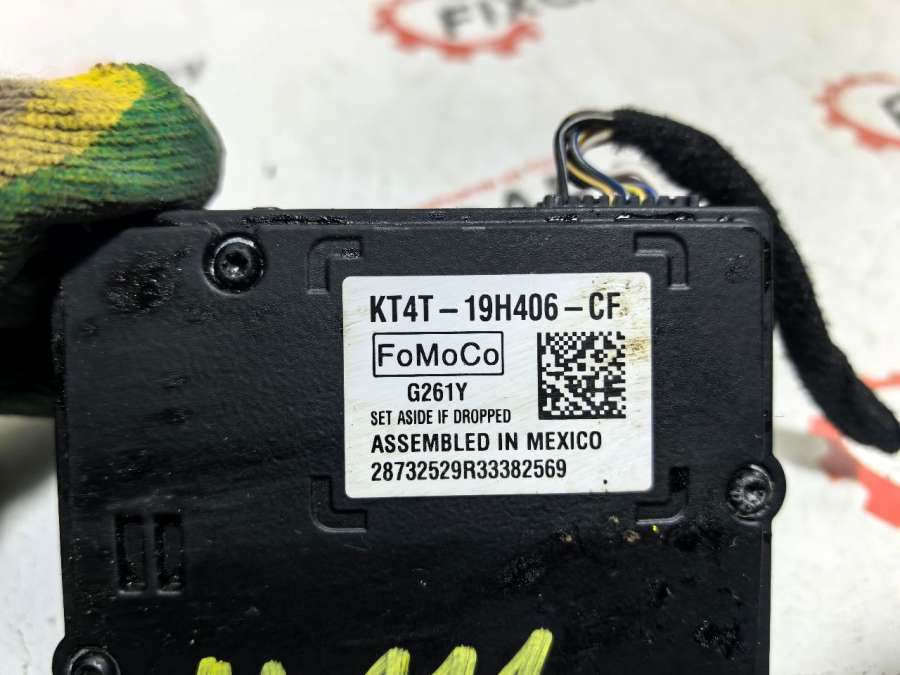 KT4T-19H406-CF
FoMoCo
G261Y
SET ASIDE IF DROPPED
ASSEMBLED IN MEXICO
28732529R33382569